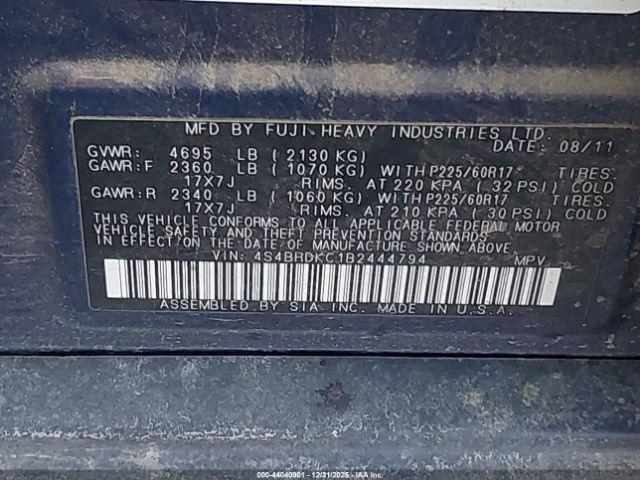 MFD BY FUJI HEAVY INDUSTRIES LTD.
DATE: 08/11
GVWR: 4695 LB (2130 KG)
GAWR:F 2360 LB (1070 KG) WITH P225/60R17 TIRES.
17X7J RIMS. AT 220 KPA (32 PSI) COLD
GAWR:R 2340 LB (1060 KG) WITH P225/60R17 TIRES.
17X7J RIMS. AT 210 KPA (30 PSI) COLD
THIS VEHICLE CONFORMS TO ALL APPLICABLE FEDERAL MOTOR
VEHICLE SAFETY AND THEFT PREVENTION STANDARDS IN EFFECT
ON THE DATE OF MANUFACTURE SHOWN ABOVE.
VIN: 4S4BRDKC1B2444794 MPV
ASSEMBLED BY SIA INC. MADE IN U.S.A.
000-44040901 - 12/31/2025 - COPYRIGHT IAA, LLC